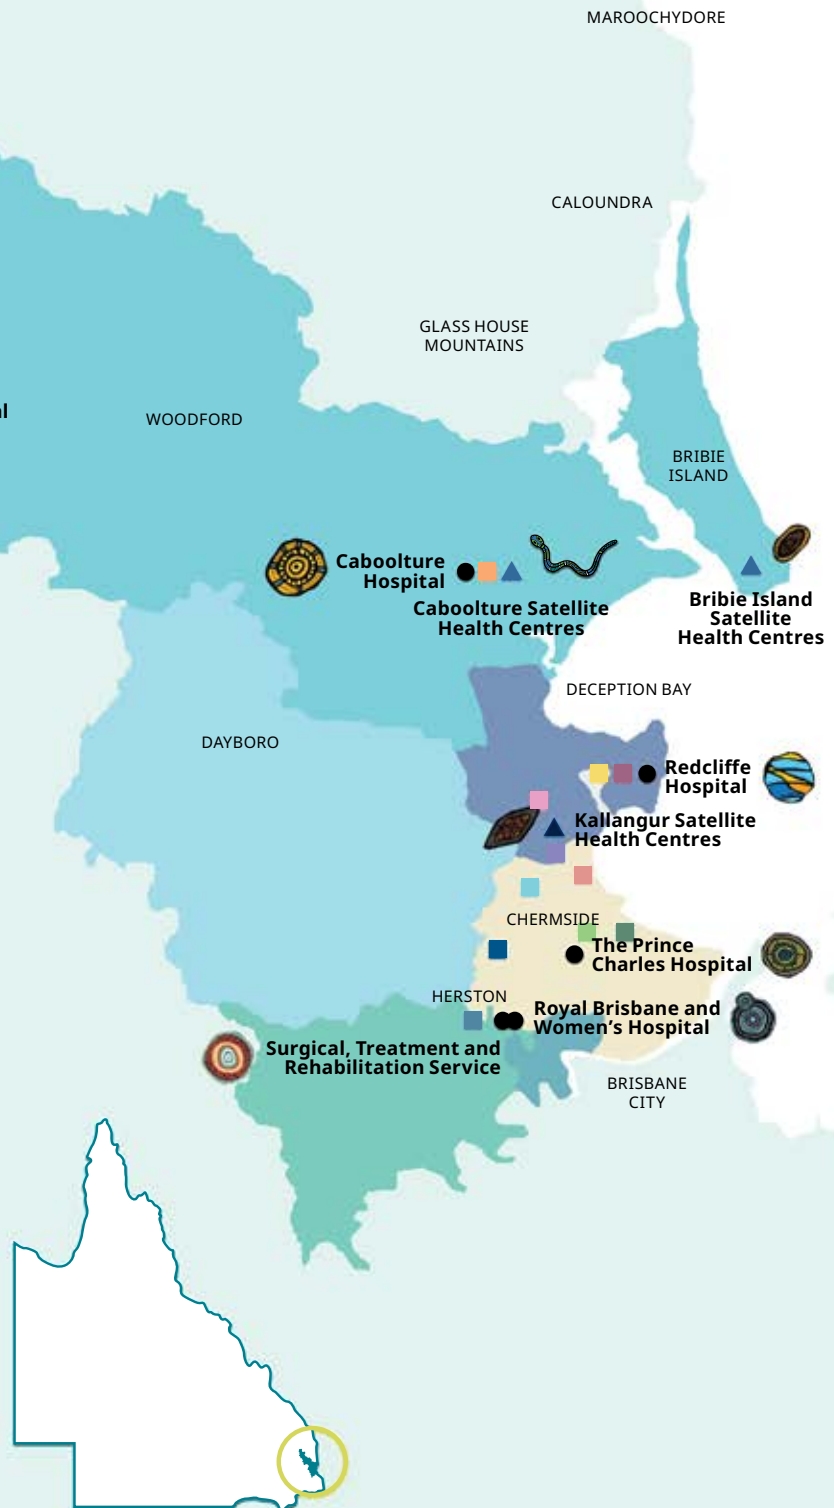 MAROOCHYDORE
CALOUNDRA
GLASS HOUSE
MOUNTAINS
WOODFORD
BRIBIE
ISLAND
Caboolture
Hospital
Caboolture Satellite
Health Centres
Bribie Island
Satellite
Health Centres
DECEPTION BAY
DAYBORO
Redcliffe
Hospital
Kallangur Satellite
Health Centres
CHERMSIDE
The Prince
Charles Hospital
HERSTON
Royal Brisbane and
Women's Hospital
Surgical, Treatment and
Rehabilitation Service
BRISBANE
CITY